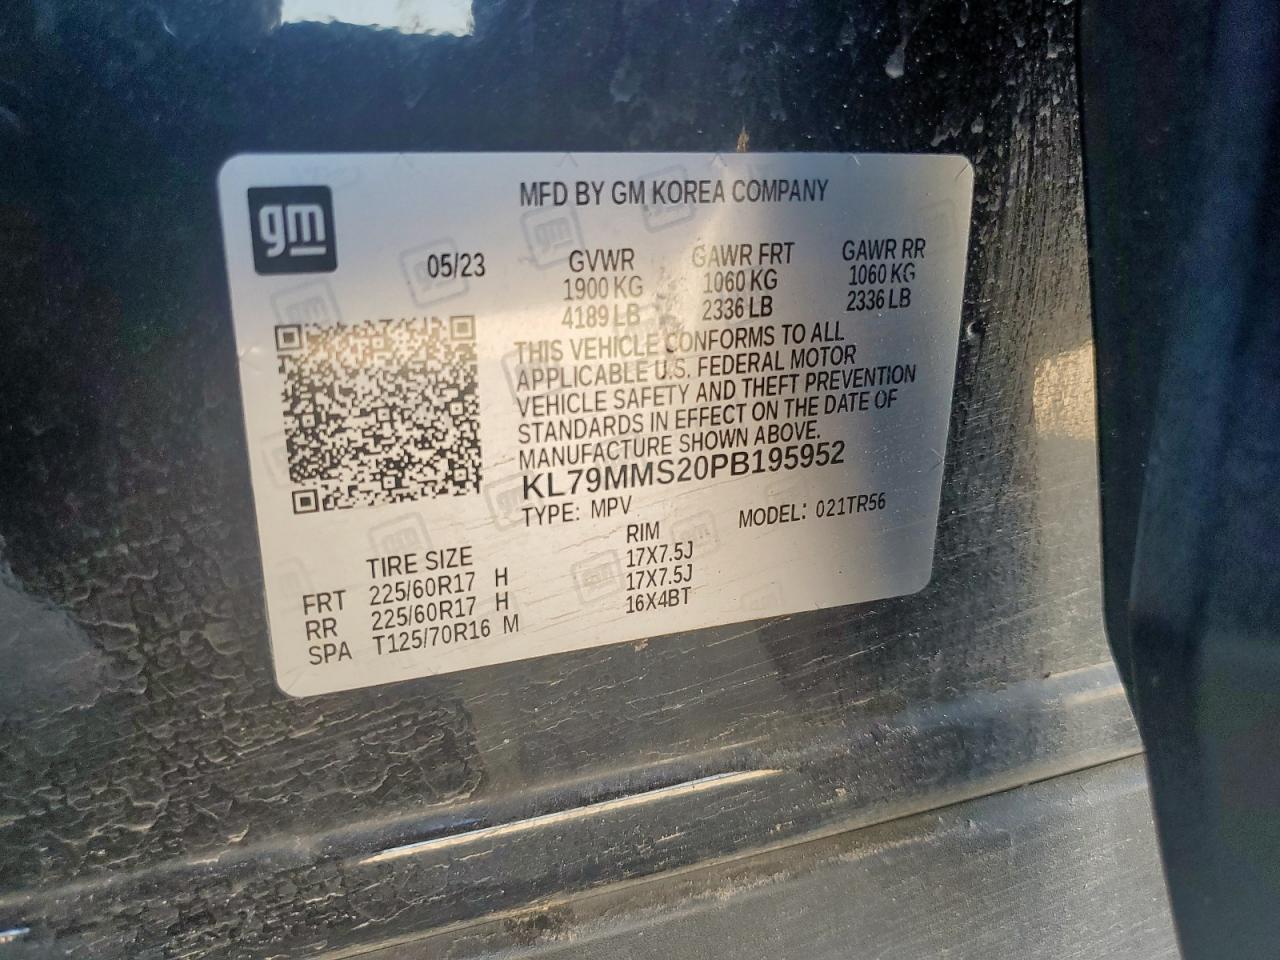 gm
MFD BY GM KOREA COMPANY
05/23
GVWR GAWR FRT GAWR RR
1900 KG 1060 KG 1060 KG
4189 LB 2336 LB 2336 LB
THIS VEHICLE CONFORMS TO ALL
APPLICABLE U.S. FEDERAL MOTOR
VEHICLE SAFETY AND THEFT PREVENTION
STANDARDS IN EFFECT ON THE DATE OF
MANUFACTURE SHOWN ABOVE.
KL79MMS20PB195952
TYPE: MPV MODEL: 021TR56
TIRE SIZE RIM
FRT 225/60R17 H 17X7.5J
RR 225/60R17 H 17X7.5J
SPA T125/70R16 M 16X4BT